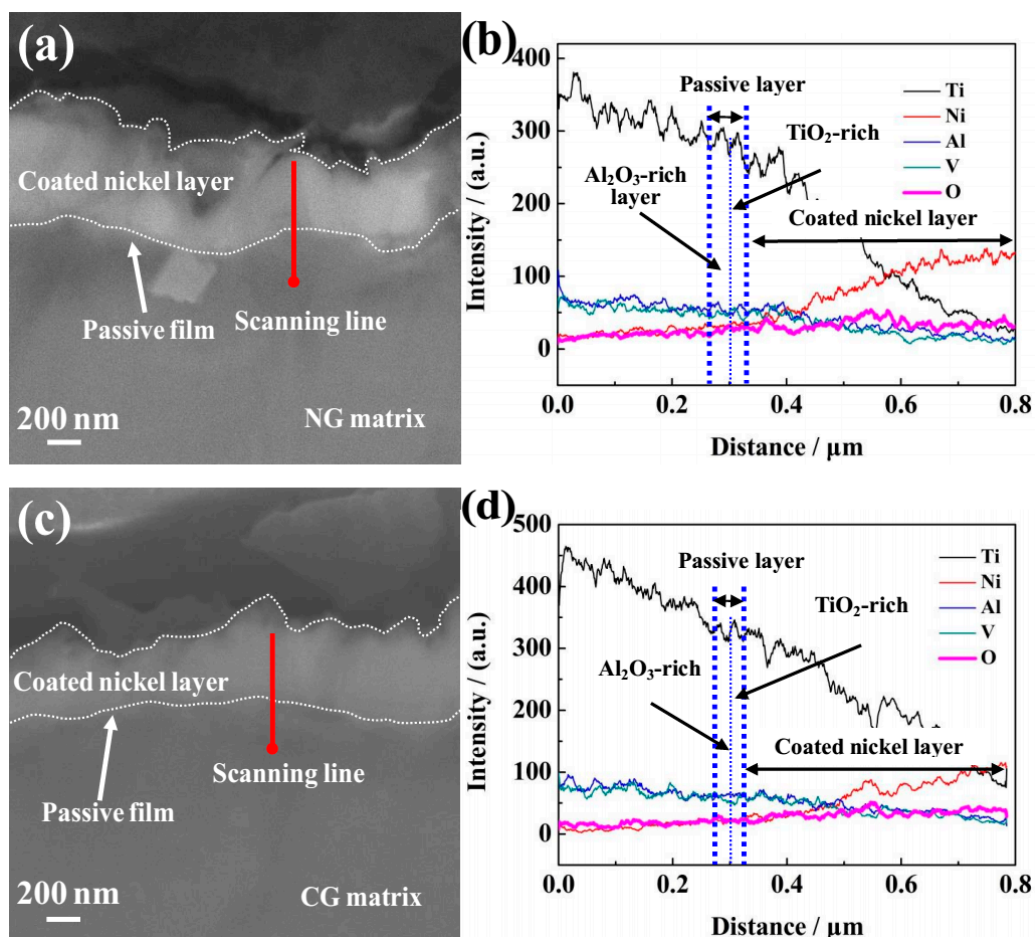 (a)
Coated nickel layer
Passive film
Scanning line
200 nm
NG matrix
(b)
400
300
200
100
0
Intensity / (a.u.)
Passive layer
TiO₂-rich
Al₂O₃-rich
layer
Coated nickel layer
Ti
Ni
Al
V
O
0.0 0.2 0.4 0.6 0.8
Distance / µm
(c)
Coated nickel layer
Passive film
Scanning line
200 nm
CG matrix
(d)
500
400
300
200
100
0
Intensity / (a.u.)
Passive layer
TiO₂-rich
Al₂O₃-rich
Coated nickel layer
Ti
Ni
Al
V
O
0.0 0.2 0.4 0.6 0.8
Distance / µm